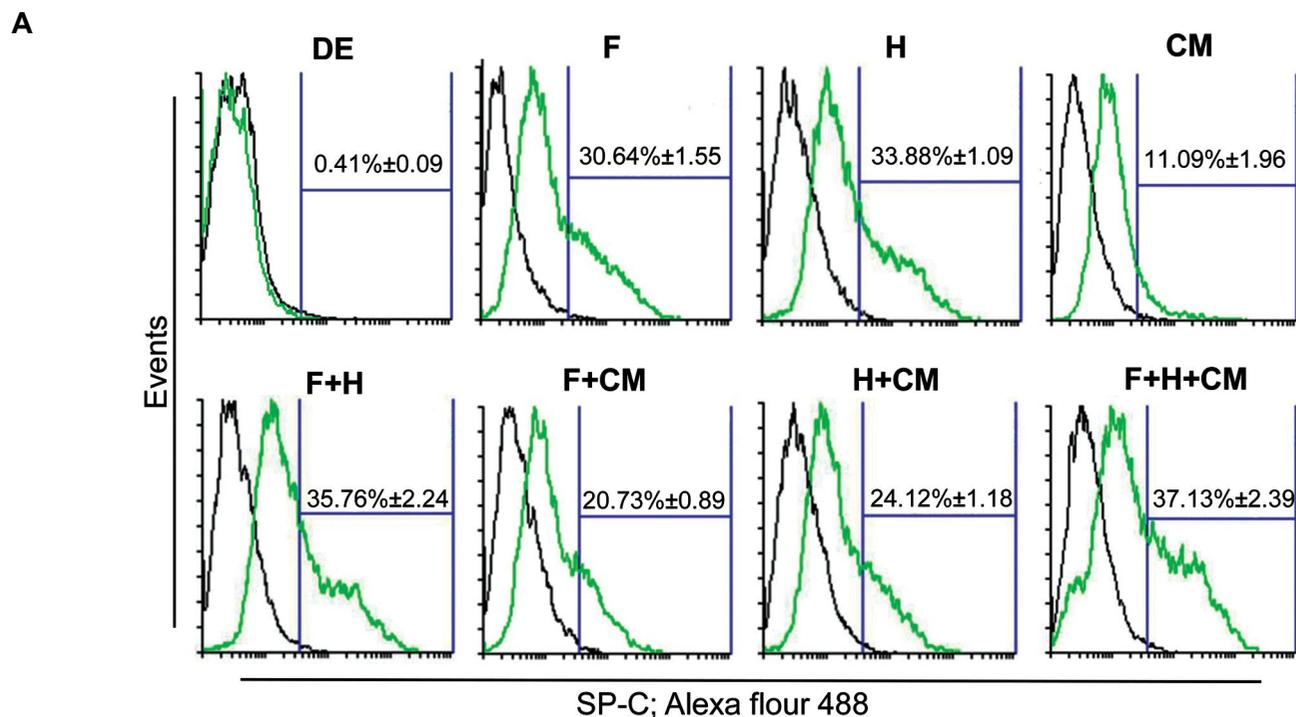 A
DE
F
H
CM
0.41%±0.09
30.64%±1.55
33.88%±1.09
11.09%±1.96
Events
F+H
F+CM
H+CM
F+H+CM
35.76%±2.24
20.73%±0.89
24.12%±1.18
37.13%±2.39
SP-C; Alexa flour 488